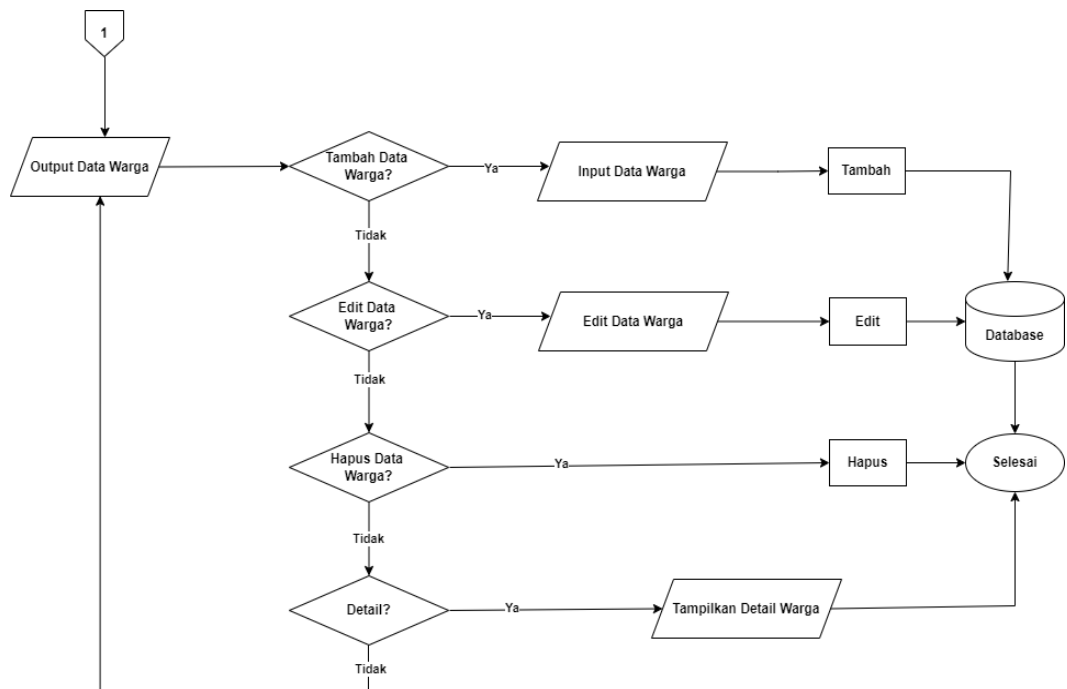 1
Output Data Warga
Tambah Data
Warga?
Ya
Input Data Warga
Tambah
Tidak
Edit Data
Warga?
Ya
Edit Data Warga
Edit
Database
Tidak
Hapus Data
Warga?
Ya
Hapus
Selesai
Tidak
Detail?
Ya
Tampilkan Detail Warga
Tidak